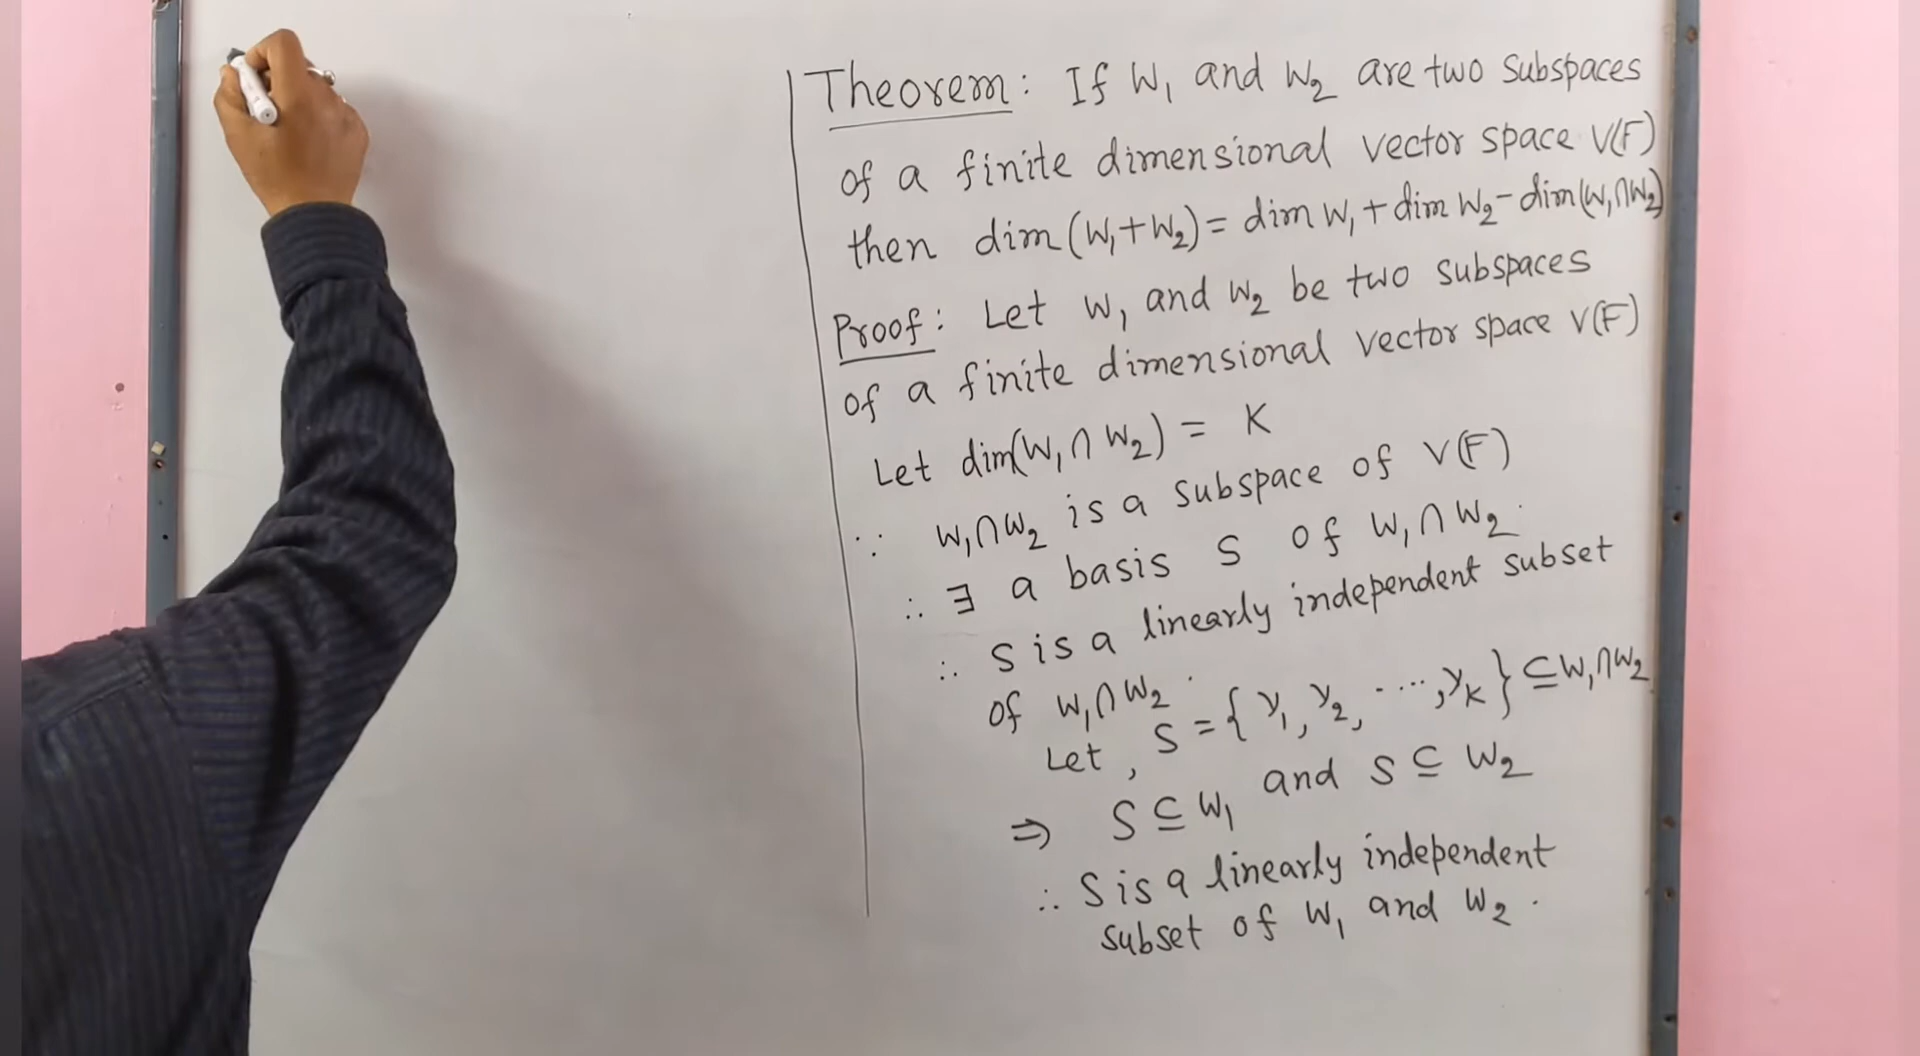 Theorem: If W₁ and W₂ are two subspaces
of a finite dimensional vector space V(F)
then dim(W₁+W₂) = dim W₁ + dim W₂ - dim(W₁∩W₂)
Proof: Let W₁ and W₂ be two subspaces
of a finite dimensional vector space V(F)
Let dim(W₁∩W₂) = K
∵ W₁∩W₂ is a subspace of V(F)
∴ ∃ a basis S of W₁∩W₂.
∴ S is a linearly independent subset
of W₁∩W₂.
Let, S = {γ₁, γ₂, ....., γK} ⊆ W₁∩W₂
⇒ S ⊆ W₁ and S ⊆ W₂
∴ S is a linearly independent
subset of W₁ and W₂.